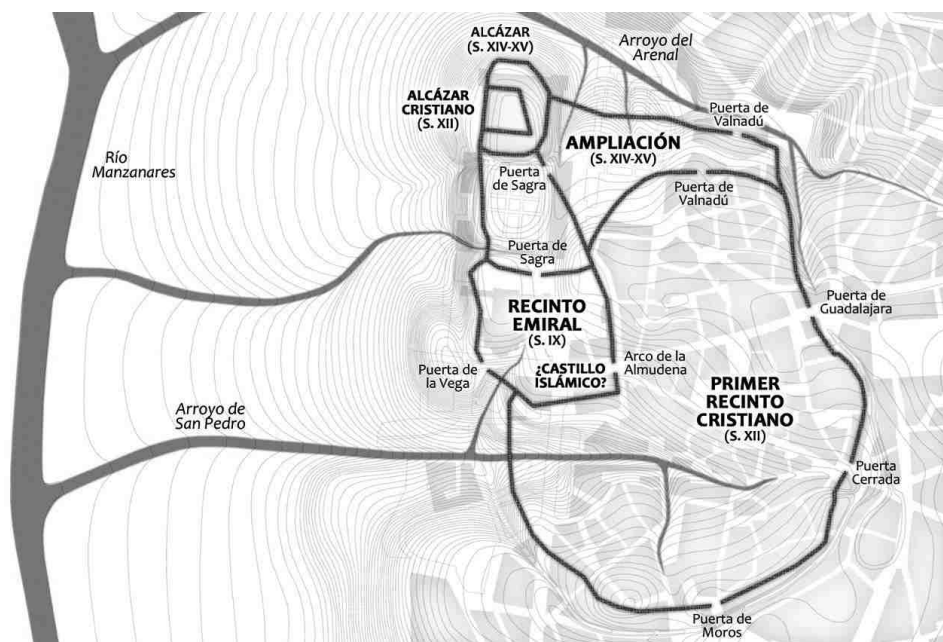 ALCÁZAR
(S. XIV-XV)
Arroyo del
Arenal
ALCÁZAR
CRISTIANO
(S. XII)
Puerta de
Valnadú
AMPLIACIÓN
(S. XIV-XV)
Río
Manzanares
Puerta
de Sagra
Puerta de
Valnadú
Puerta de
Sagra
RECINTO
EMIRAL
(S. IX)
Puerta de
Guadalajara
Puerta de
la Vega
¿CASTILLO
ISLÁMICO?
Arco de la
Almudena
PRIMER
RECINTO
CRISTIANO
(S. XII)
Arroyo de
San Pedro
Puerta
Cerrada
Puerta de
Moros